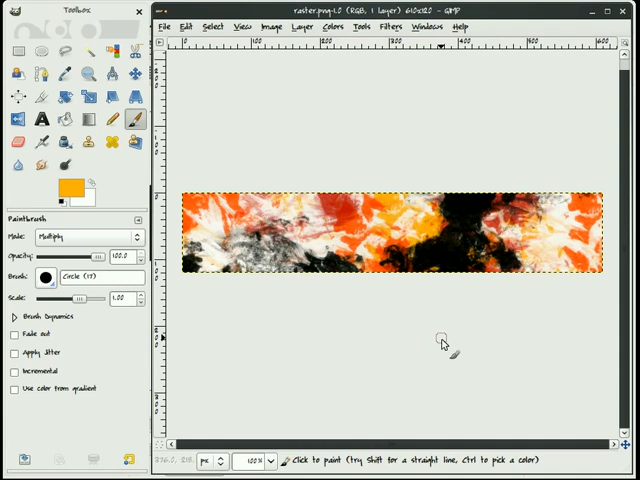 Toolbox
raster.png-1.0 (RGB, 1 layer) 610x120 – GIMP
File Edit Select View Image Layer Colors Tools Filters Windows Help
0 100 200 300 400 500 600
Paintbrush
Mode: Multiply
Opacity: 100.0
Brush: Circle (17)
Scale: 1.00
Brush Dynamics
Fade out
Apply Jitter
Incremental
Use color from gradient
px 100% Click to paint (try Shift for a straight line, Ctrl to pick a color)